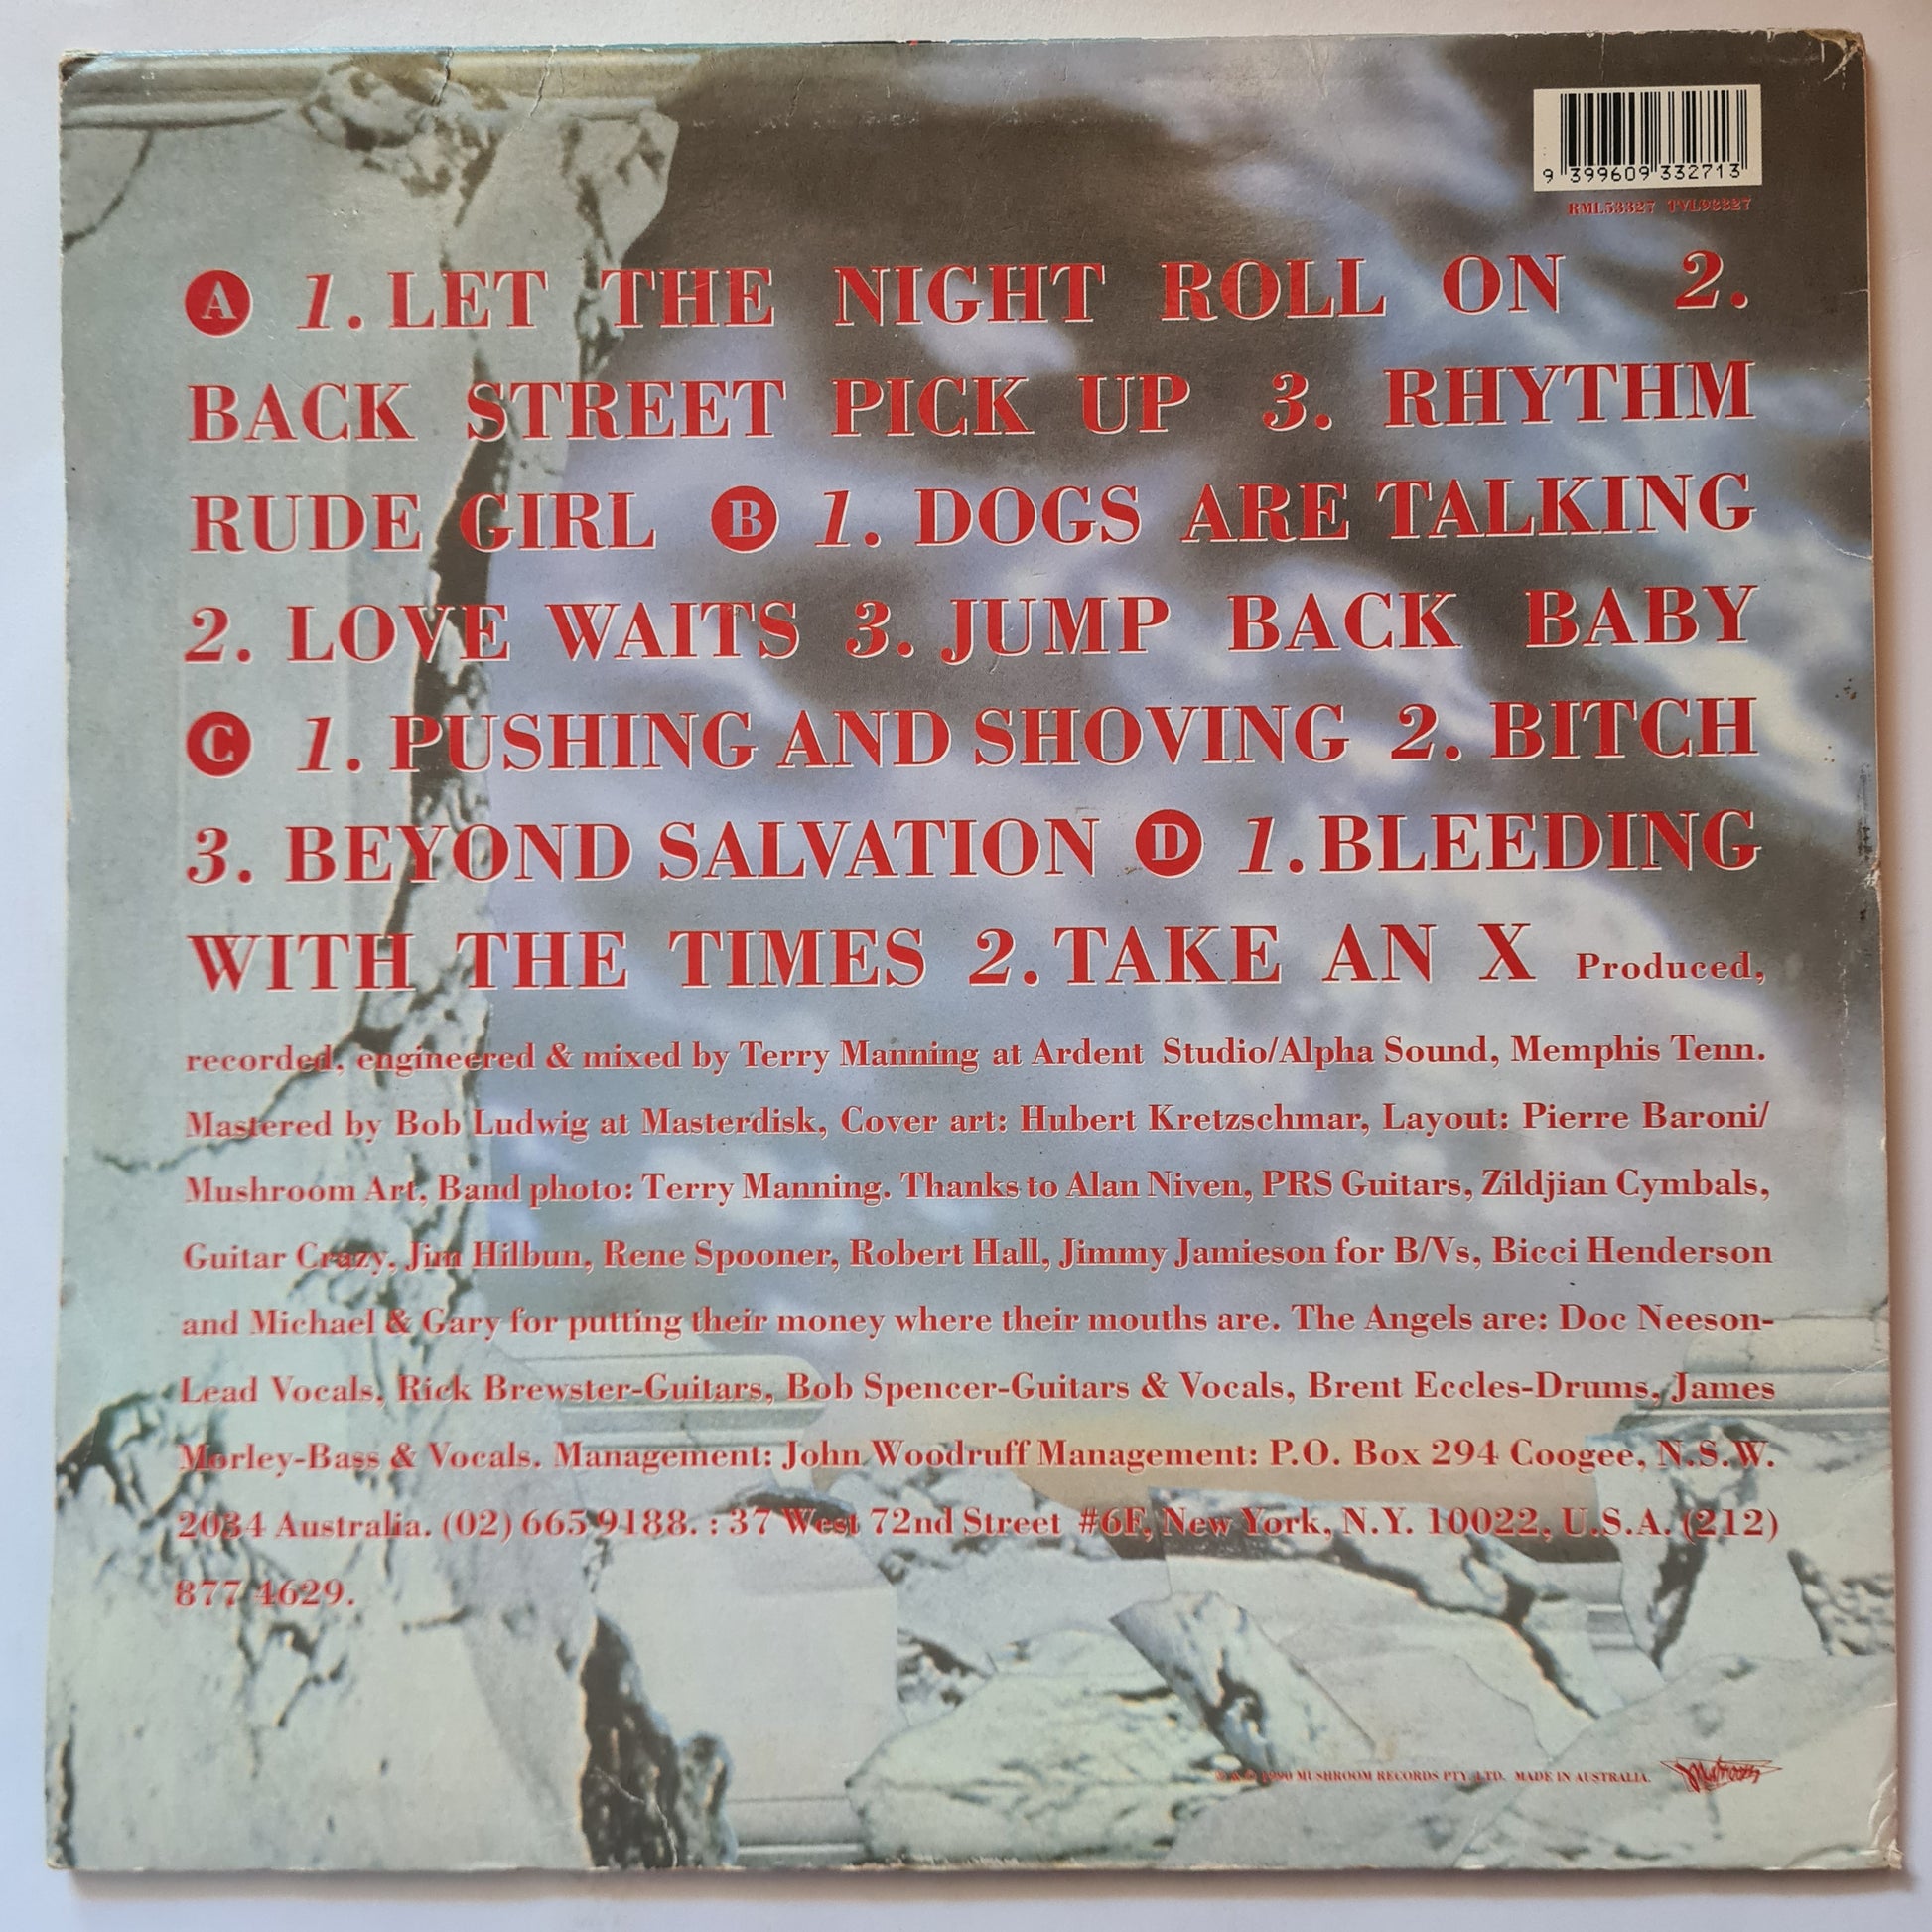 9 399609 332713
RML53327 TVL93327
A 1. LET THE NIGHT ROLL ON 2.
BACK STREET PICK UP 3. RHYTHM
RUDE GIRL B 1. DOGS ARE TALKING
2. LOVE WAITS 3. JUMP BACK BABY
C 1. PUSHING AND SHOVING 2. BITCH
3. BEYOND SALVATION D 1. BLEEDING
WITH THE TIMES 2. TAKE AN X Produced,
recorded, engineered & mixed by Terry Manning at Ardent Studio/Alpha Sound, Memphis Tenn.
Mastered by Bob Ludwig at Masterdisk, Cover art: Hubert Kretzschmar, Layout: Pierre Baroni/
Mushroom Art, Band photo: Terry Manning. Thanks to Alan Niven, PRS Guitars, Zildjian Cymbals,
Guitar Crazy, Jim Hilbun, Rene Spooner, Robert Hall, Jimmy Jamieson for B/Vs, Bicci Henderson
and Michael & Gary for putting their money where their mouths are. The Angels are: Doc Neeson-
Lead Vocals, Rick Brewster-Guitars, Bob Spencer-Guitars & Vocals, Brent Eccles-Drums, James
Morley-Bass & Vocals. Management: John Woodruff Management: P.O. Box 294 Coogee, N.S.W.
2034 Australia. (02) 665 9188. : 37 West 72nd Street #6F, New York, N.Y. 10022, U.S.A. (212)
877 4629.
℗ & © 1990 MUSHROOM RECORDS PTY. LTD. MADE IN AUSTRALIA.
Mushroom